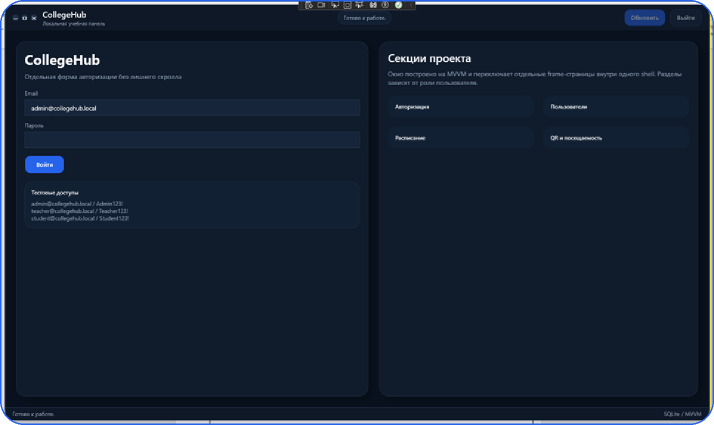 CollegeHub
Локальная учебная панель
Готово к работе.
Обновить
Выйти
CollegeHub
Отдельная форма авторизации без лишнего скролла
Email
admin@collegehub.local
Пароль
Войти
Тестовые доступы
admin@collegehub.local / Admin123!
teacher@collegehub.local / Teacher123!
student@collegehub.local / Student123!
Секции проекта
Окно построено на MVVM и переключает отдельные frame-страницы внутри одного shell. Разделы
зависят от роли пользователя.
Авторизация
Пользователи
Расписание
QR и посещаемость
Готово к работе.
SQLite / MVVM